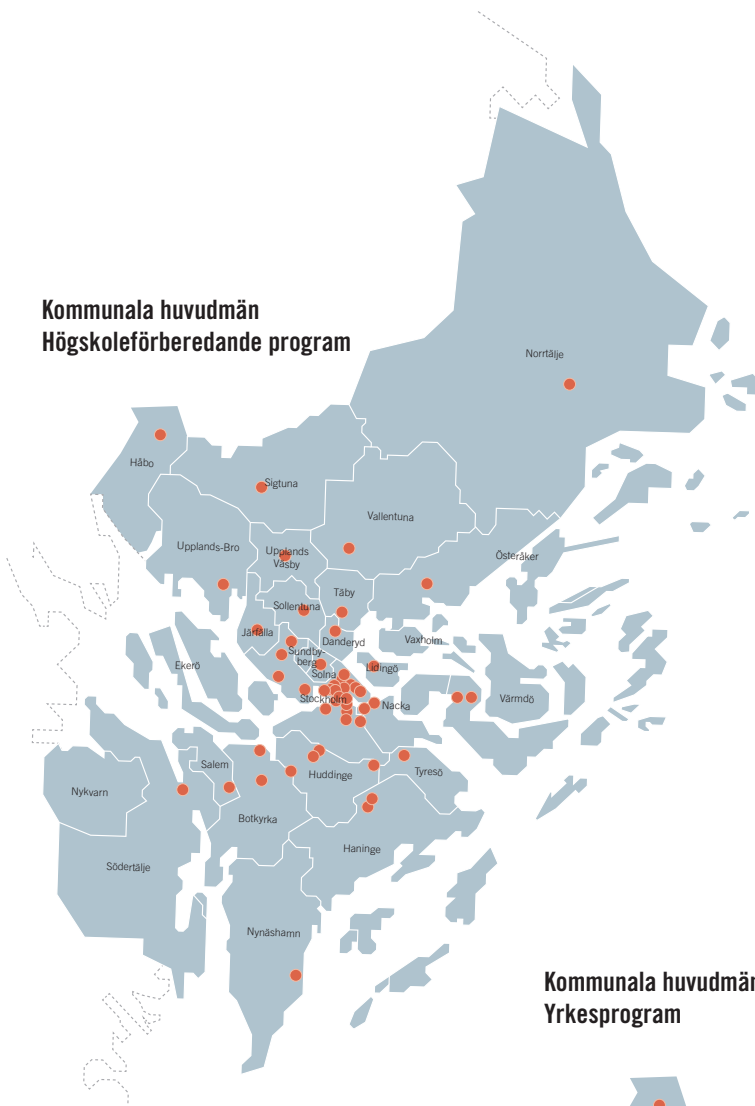 Kommunala huvudmän
Högskoleförberedande program
Norrtälje
Håbo
Sigtuna
Vallentuna
Upplands-Bro
Upplands
Väsby
Österåker
Täby
Sollentuna
Järfälla
Danderyd
Vaxholm
Sundby-
berg
Ekerö
Solna
Lidingö
Stockholm
Nacka
Värmdö
Salem
Huddinge
Tyresö
Nykvarn
Botkyrka
Haninge
Södertälje
Nynäshamn
Kommunala huvudmän
Yrkesprogram